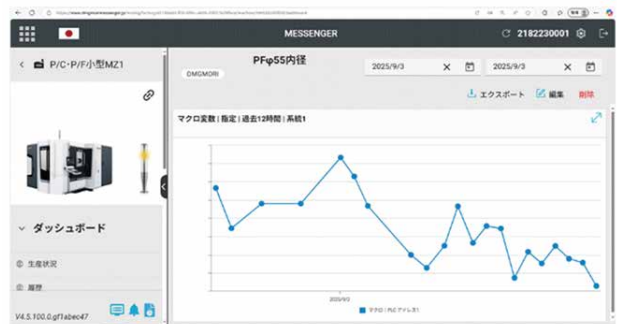 MESSENGER
2182230001
P/C・P/F小型MZ1
PFφ55内径
DMGMORI
2025/9/3
2025/9/3
エクスポート
編集
削除
マクロ変数 | 指定 | 過去12時間 | 系統1
ダッシュボード
生産状況
履歴
2025/9/3
V4.5.100.0.gf1abec47